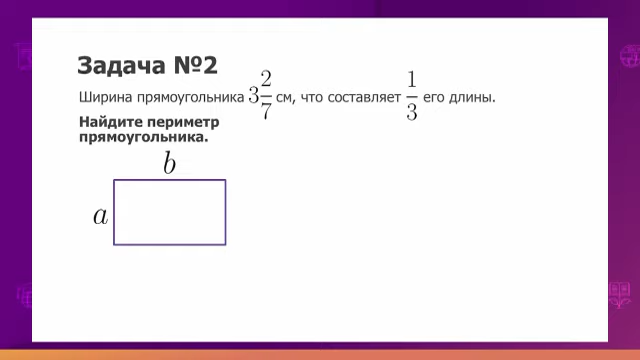 Задача №2
Ширина прямоугольника 3 2/7 см, что составляет 1/3 его длины.
Найдите периметр
прямоугольника.
b
a